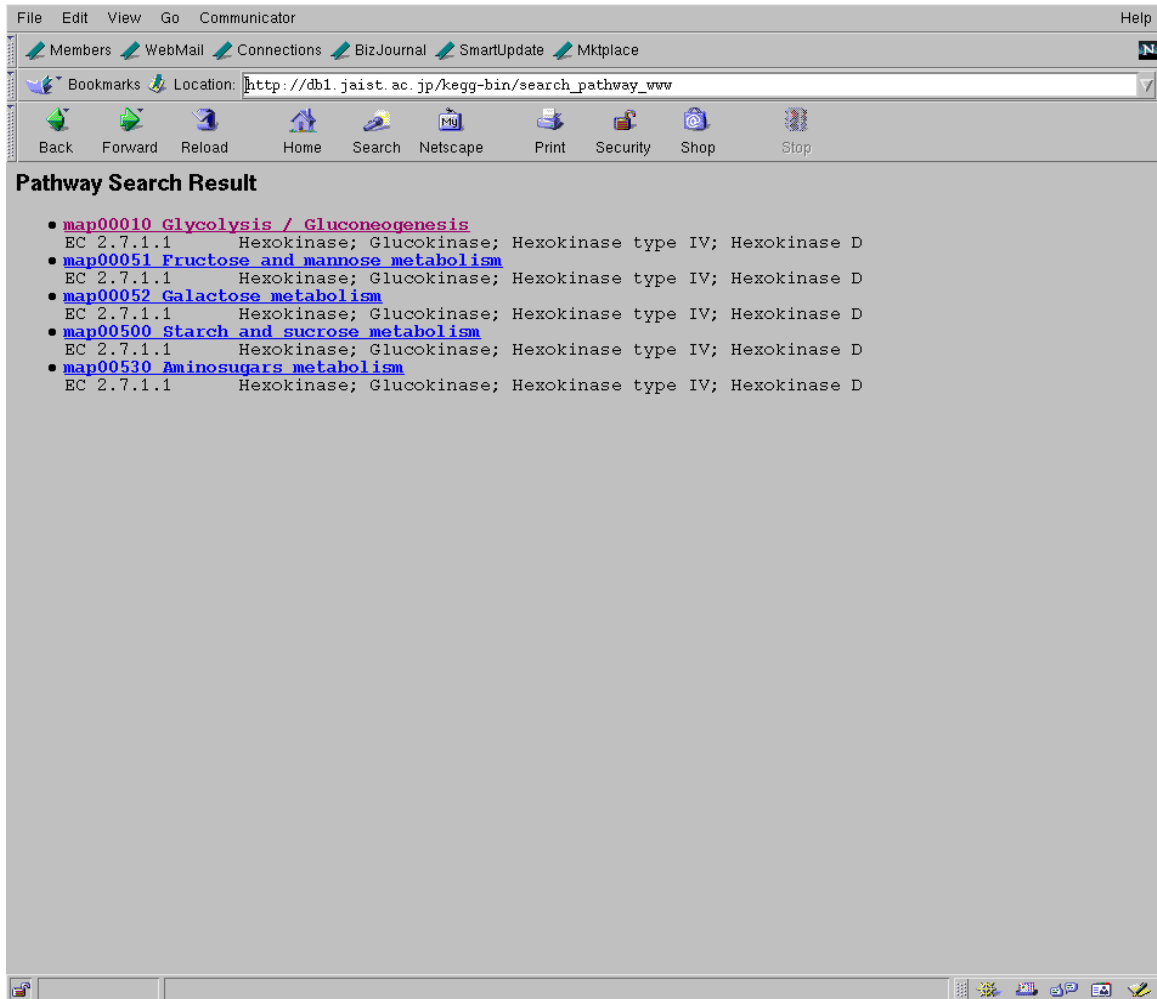 File Edit View Go Communicator Help
Members WebMail Connections BizJournal SmartUpdate Mktplace
Bookmarks Location: http://db1.jaist.ac.jp/kegg-bin/search_pathway_www
My
Back Forward Reload Home Search Netscape Print Security Shop Stop
Pathway Search Result
map00010 Glycolysis / Gluconeogenesis
EC 2.7.1.1 Hexokinase; Glucokinase; Hexokinase type IV; Hexokinase D
map00051 Fructose and mannose metabolism
EC 2.7.1.1 Hexokinase; Glucokinase; Hexokinase type IV; Hexokinase D
map00052 Galactose metabolism
EC 2.7.1.1 Hexokinase; Glucokinase; Hexokinase type IV; Hexokinase D
map00500 Starch and sucrose metabolism
EC 2.7.1.1 Hexokinase; Glucokinase; Hexokinase type IV; Hexokinase D
map00530 Aminosugars metabolism
EC 2.7.1.1 Hexokinase; Glucokinase; Hexokinase type IV; Hexokinase D